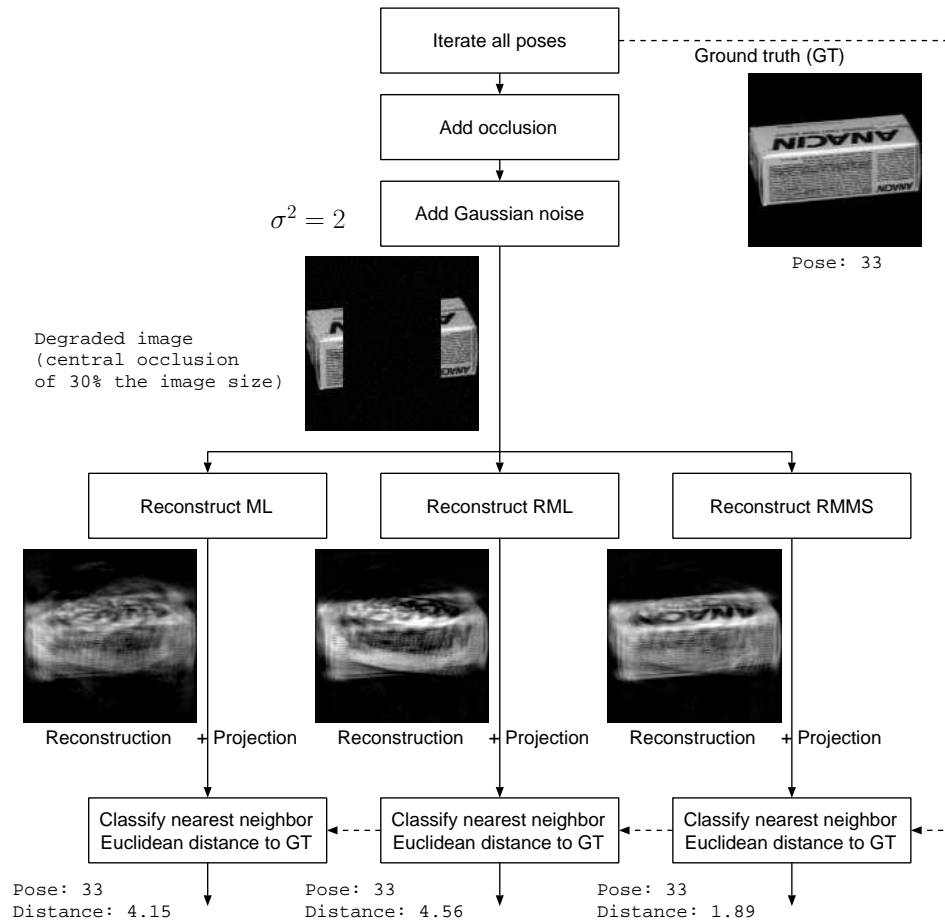 Iterate all poses
Ground truth (GT)
Add occlusion
ANACIN
ANACIN
Add Gaussian noise
σ² = 2
Pose: 33
Degraded image
(central occlusion
of 30% the image size)
Reconstruct ML
Reconstruct RML
Reconstruct RMMS
ANACIN
Reconstruction + Projection
Reconstruction + Projection
Reconstruction + Projection
Classify nearest neighbor
Euclidean distance to GT
Classify nearest neighbor
Euclidean distance to GT
Classify nearest neighbor
Euclidean distance to GT
Pose: 33
Distance: 4.15
Pose: 33
Distance: 4.56
Pose: 33
Distance: 1.89